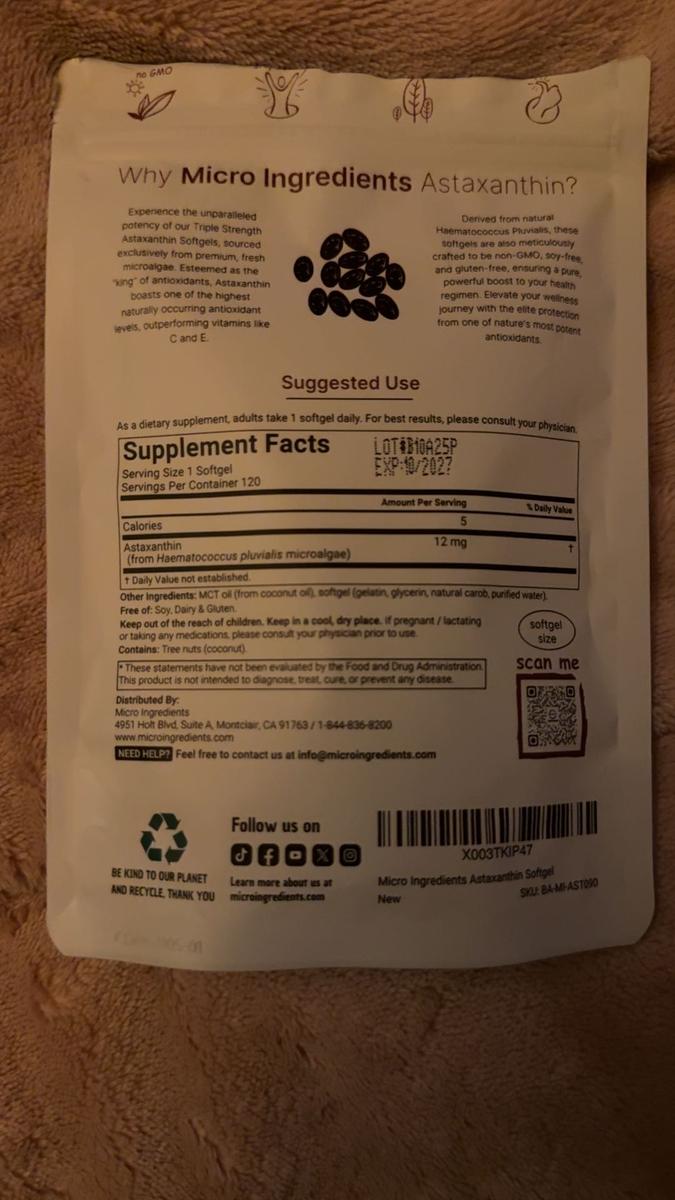 no GMO
Why Micro Ingredients Astaxanthin?
Experience the unparalleled
potency of our Triple Strength
Astaxanthin Softgels, sourced
exclusively from premium, fresh
microalgae. Esteemed as the
"king" of antioxidants, Astaxanthin
boasts one of the highest
naturally occurring antioxidant
levels, outperforming vitamins like
C and E.
Derived from natural
Haematococcus Pluvialis, these
softgels are also meticulously
crafted to be non-GMO, soy-free,
and gluten-free, ensuring a pure,
powerful boost to your health
regimen. Elevate your wellness
journey with the elite protection
from one of nature's most potent
antioxidants.
Suggested Use
As a dietary supplement, adults take 1 softgel daily. For best results, please consult your physician.
Supplement Facts
LOT#B10A25P
EXP:10/2027
Serving Size 1 Softgel
Servings Per Container 120
Amount Per Serving % Daily Value
Calories 5
Astaxanthin 12 mg †
(from Haematococcus pluvialis microalgae)
† Daily Value not established.
Other Ingredients: MCT oil (from coconut oil), softgel (gelatin, glycerin, natural carob, purified water).
Free of: Soy, Dairy & Gluten.
Keep out of the reach of children. Keep in a cool, dry place. If pregnant / lactating
or taking any medications, please consult your physician prior to use.
Contains: Tree nuts (coconut).
softgel
size
* These statements have not been evaluated by the Food and Drug Administration.
This product is not intended to diagnose, treat, cure, or prevent any disease.
scan me
Distributed By:
Micro Ingredients
4951 Holt Blvd, Suite A, Montclair, CA 91763 / 1-844-836-8200
www.microingredients.com
NEED HELP? Feel free to contact us at info@microingredients.com
BE KIND TO OUR PLANET
AND RECYCLE, THANK YOU
Follow us on
Learn more about us at
microingredients.com
X003TKIP47
Micro Ingredients Astaxanthin Softgel
New
SKU: BA-MI-AST090